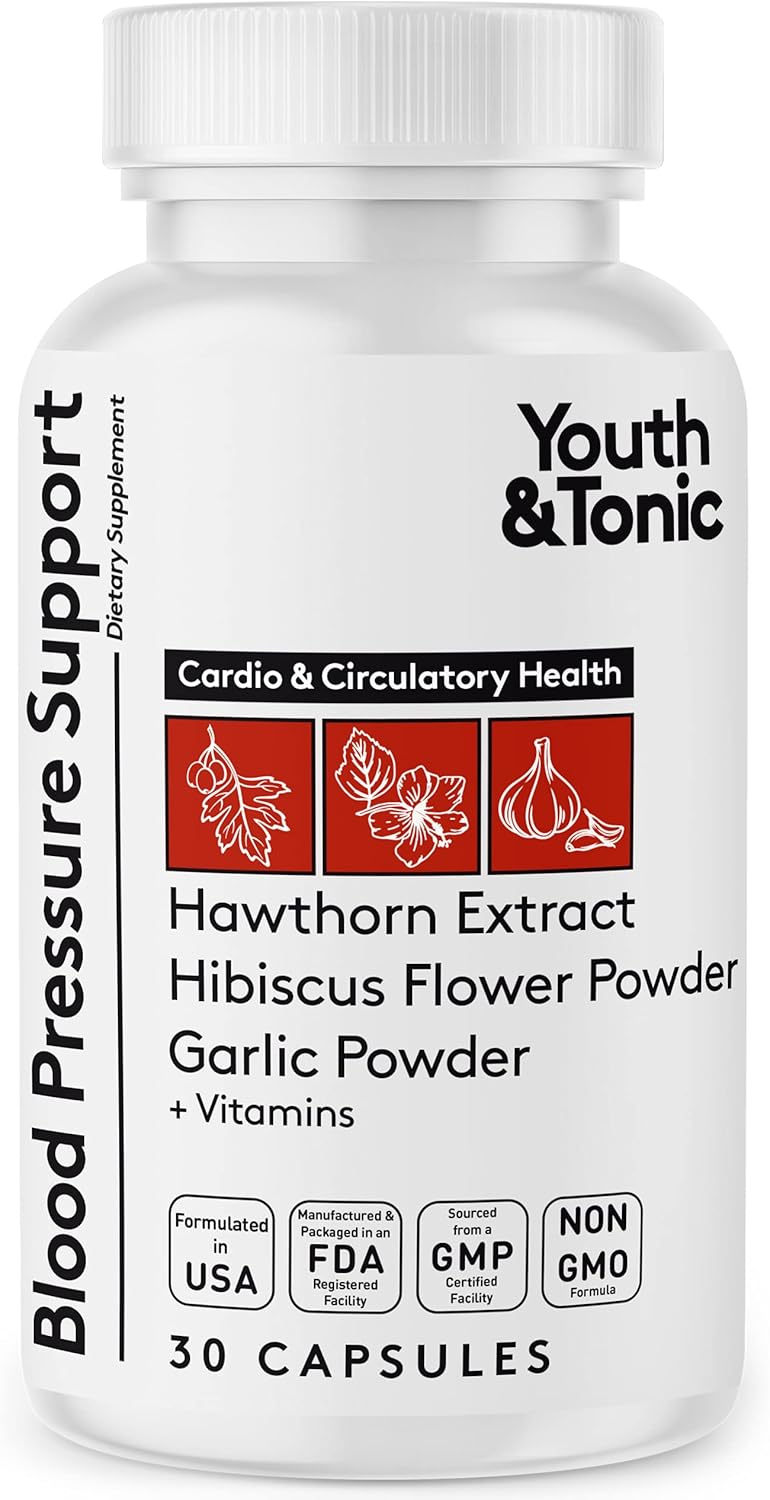 Blood Pressure Support
Dietary Supplement
Youth
&Tonic
Cardio & Circulatory Health
Hawthorn Extract
Hibiscus Flower Powder
Garlic Powder
+ Vitamins
Formulated
in
USA
Manufactured &
Packaged in an
FDA
Registered
Facility
Sourced
from a
GMP
Certified
Facility
NON
GMO
Formula
30 CAPSULES